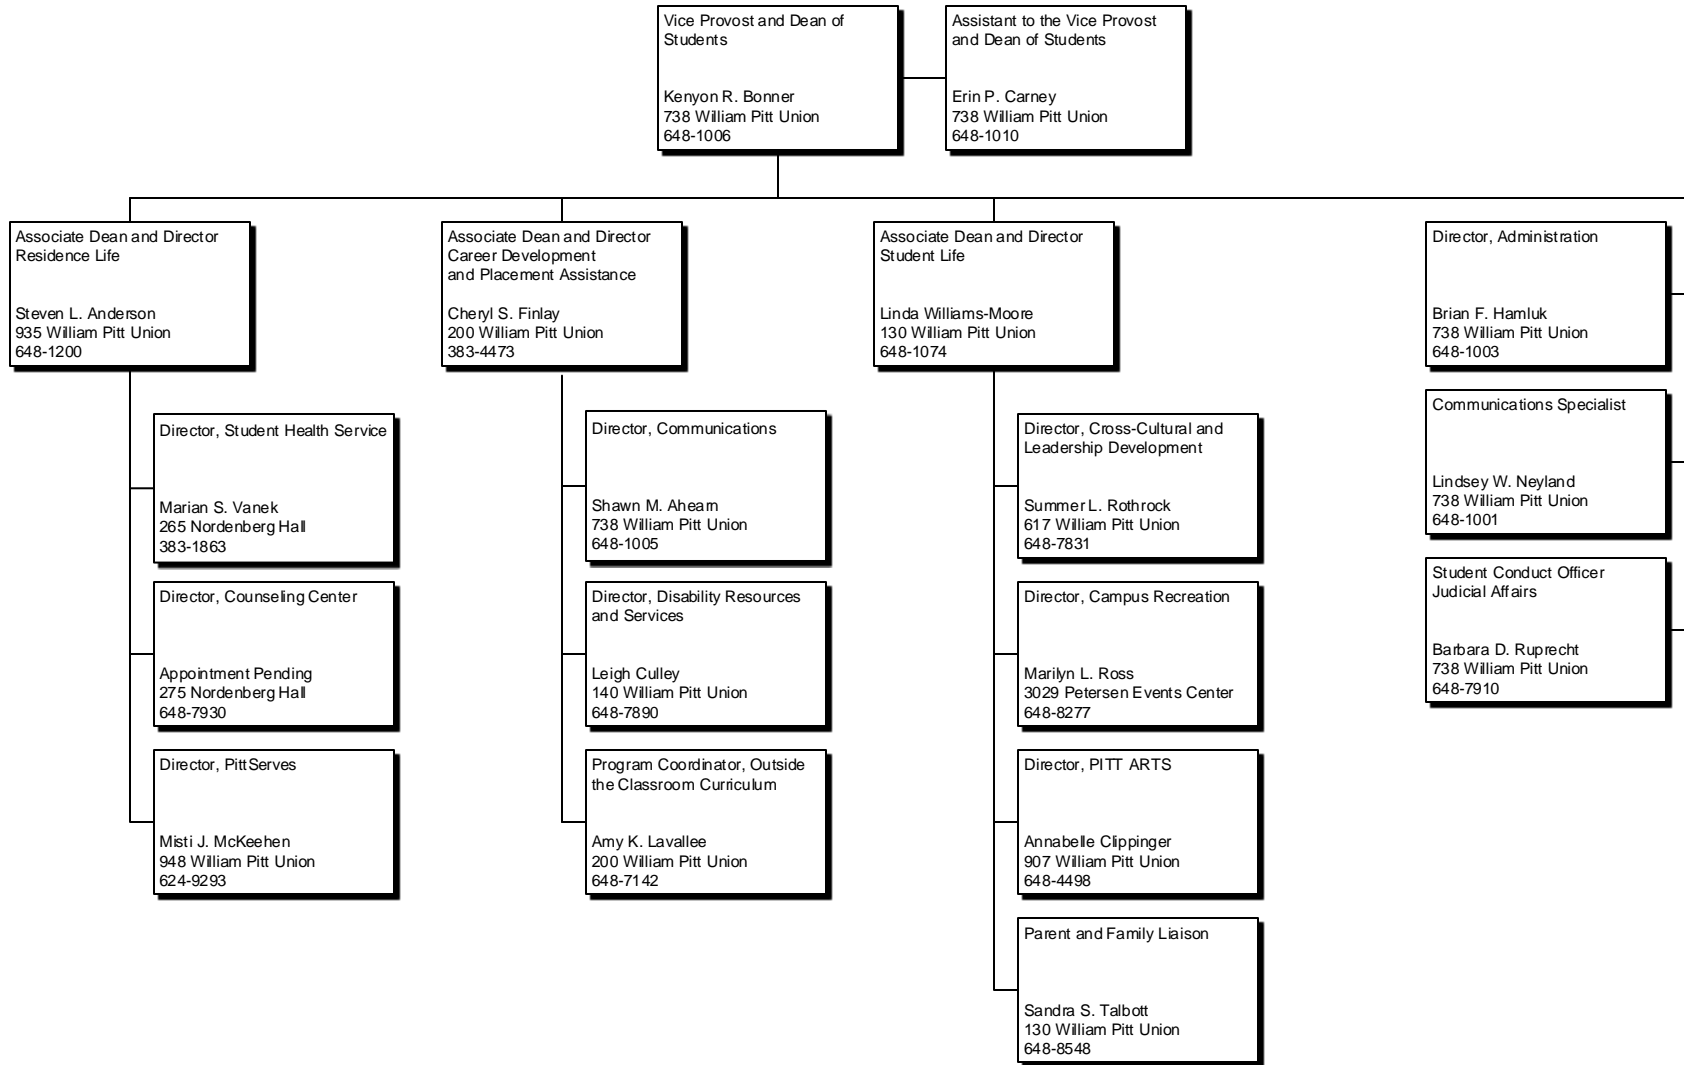 Vice Provost and Dean of
Students
Kenyon R. Bonner
738 William Pitt Union
648-1006
Assistant to the Vice Provost
and Dean of Students
Erin P. Carney
738 William Pitt Union
648-1010
Associate Dean and Director
Residence Life
Steven L. Anderson
935 William Pitt Union
648-1200
Director, Student Health Service
Marian S. Vanek
265 Nordenberg Hall
383-1863
Director, Counseling Center
Appointment Pending
275 Nordenberg Hall
648-7930
Director, PittServes
Misti J. McKeehen
948 William Pitt Union
624-9293
Associate Dean and Director
Career Development
and Placement Assistance
Cheryl S. Finlay
200 William Pitt Union
383-4473
Director, Communications
Shawn M. Ahearn
738 William Pitt Union
648-1005
Director, Disability Resources
and Services
Leigh Culley
140 William Pitt Union
648-7890
Program Coordinator, Outside
the Classroom Curriculum
Amy K. Lavallee
200 William Pitt Union
648-7142
Associate Dean and Director
Student Life
Linda Williams-Moore
130 William Pitt Union
648-1074
Director, Cross-Cultural and
Leadership Development
Summer L. Rothrock
617 William Pitt Union
648-7831
Director, Campus Recreation
Marilyn L. Ross
3029 Petersen Events Center
648-8277
Director, PITT ARTS
Annabelle Clippinger
907 William Pitt Union
648-4498
Parent and Family Liaison
Sandra S. Talbott
130 William Pitt Union
648-8548
Director, Administration
Brian F. Hamluk
738 William Pitt Union
648-1003
Communications Specialist
Lindsey W. Neyland
738 William Pitt Union
648-1001
Student Conduct Officer
Judicial Affairs
Barbara D. Ruprecht
738 William Pitt Union
648-7910